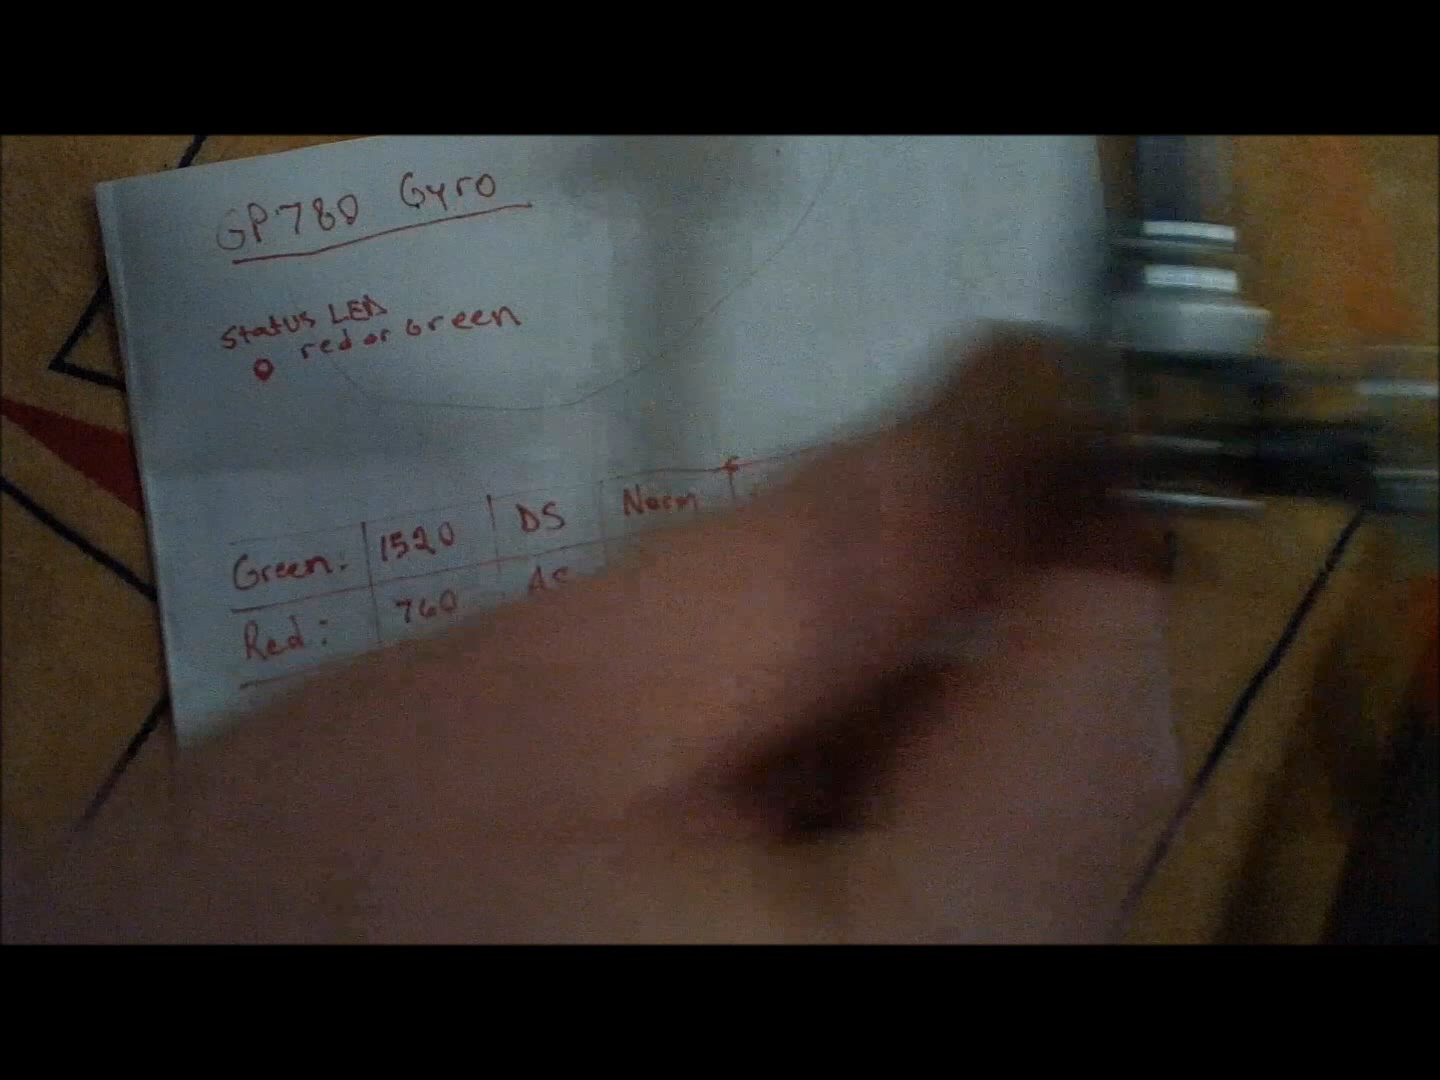 GP780 Gyro
Status LED
red or Green
Green: 1520 DS Norm
Red: 760